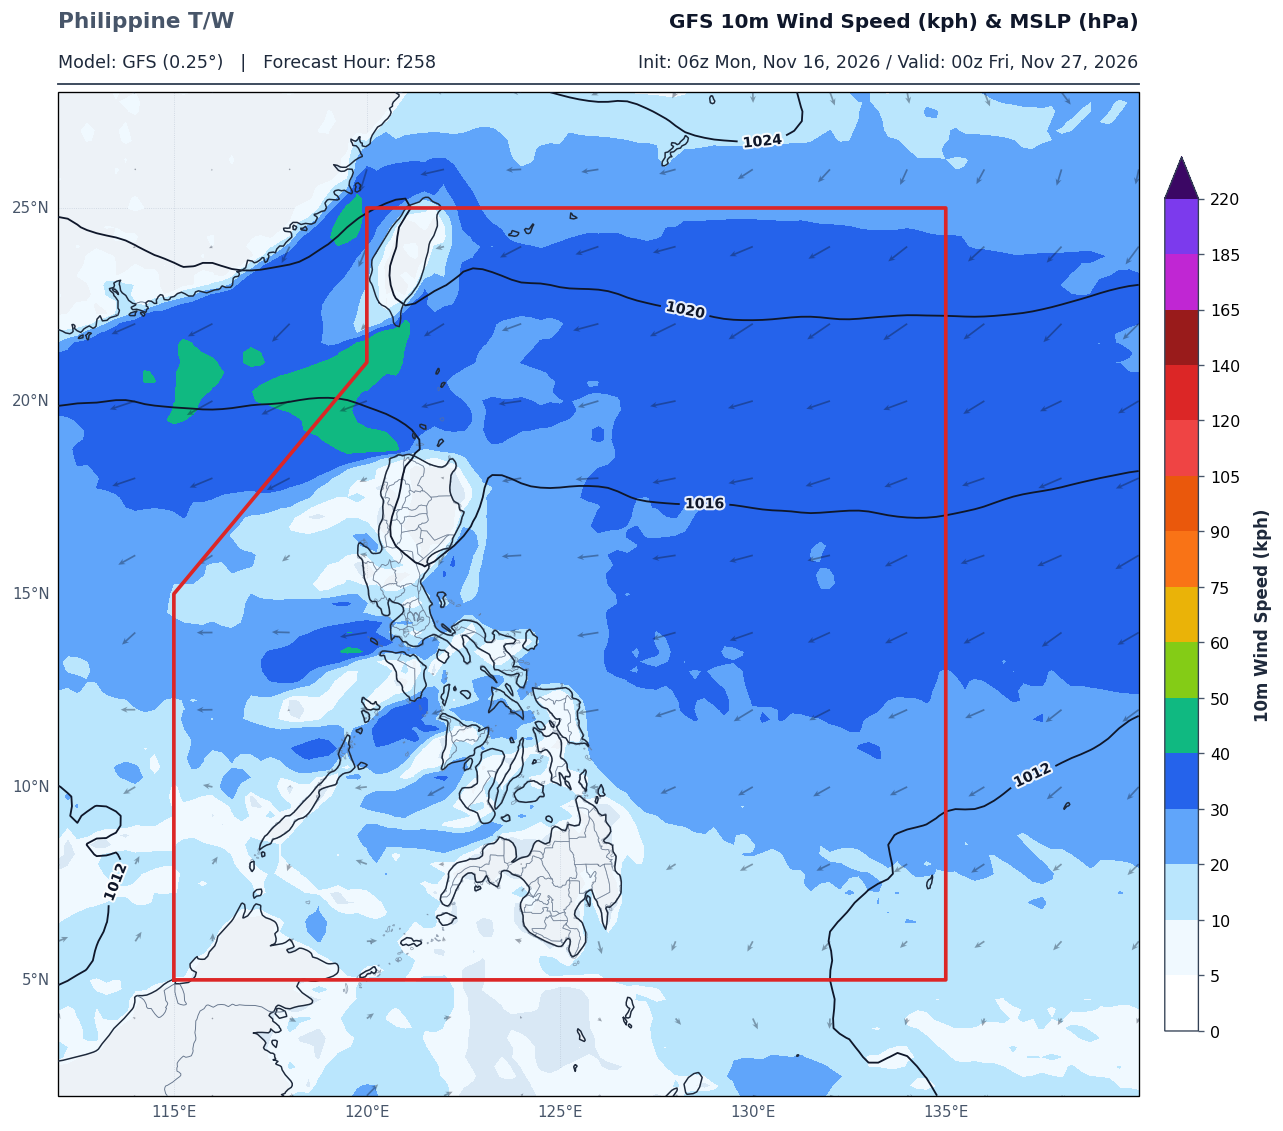 Philippine T/W
GFS 10m Wind Speed (kph) & MSLP (hPa)
Model: GFS (0.25°) | Forecast Hour: f258
Init: 06z Mon, Nov 16, 2026 / Valid: 00z Fri, Nov 27, 2026
1024
1020
1016
1012
1012
25°N
20°N
15°N
10°N
5°N
115°E
120°E
125°E
130°E
135°E
220
185
165
140
120
105
90
75
60
50
40
30
20
10
5
0
10m Wind Speed (kph)